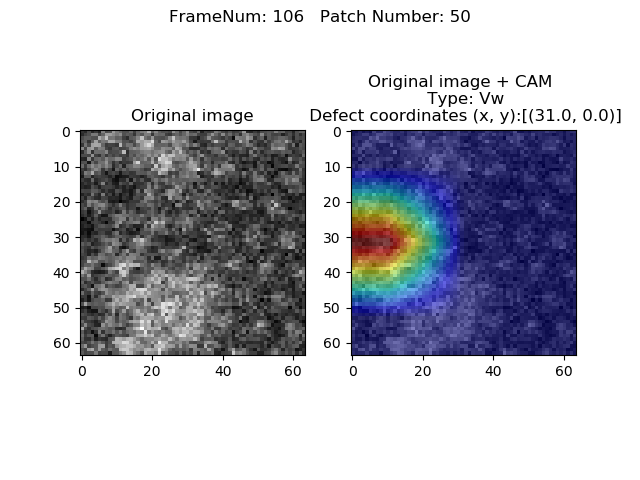 FrameNum: 106   Patch Number: 50
Original image
0
10
20
30
40
50
60
0 20 40 60
Original image + CAM
Type: Vw
Defect coordinates (x, y):[(31.0, 0.0)]
0
10
20
30
40
50
60
0 20 40 60